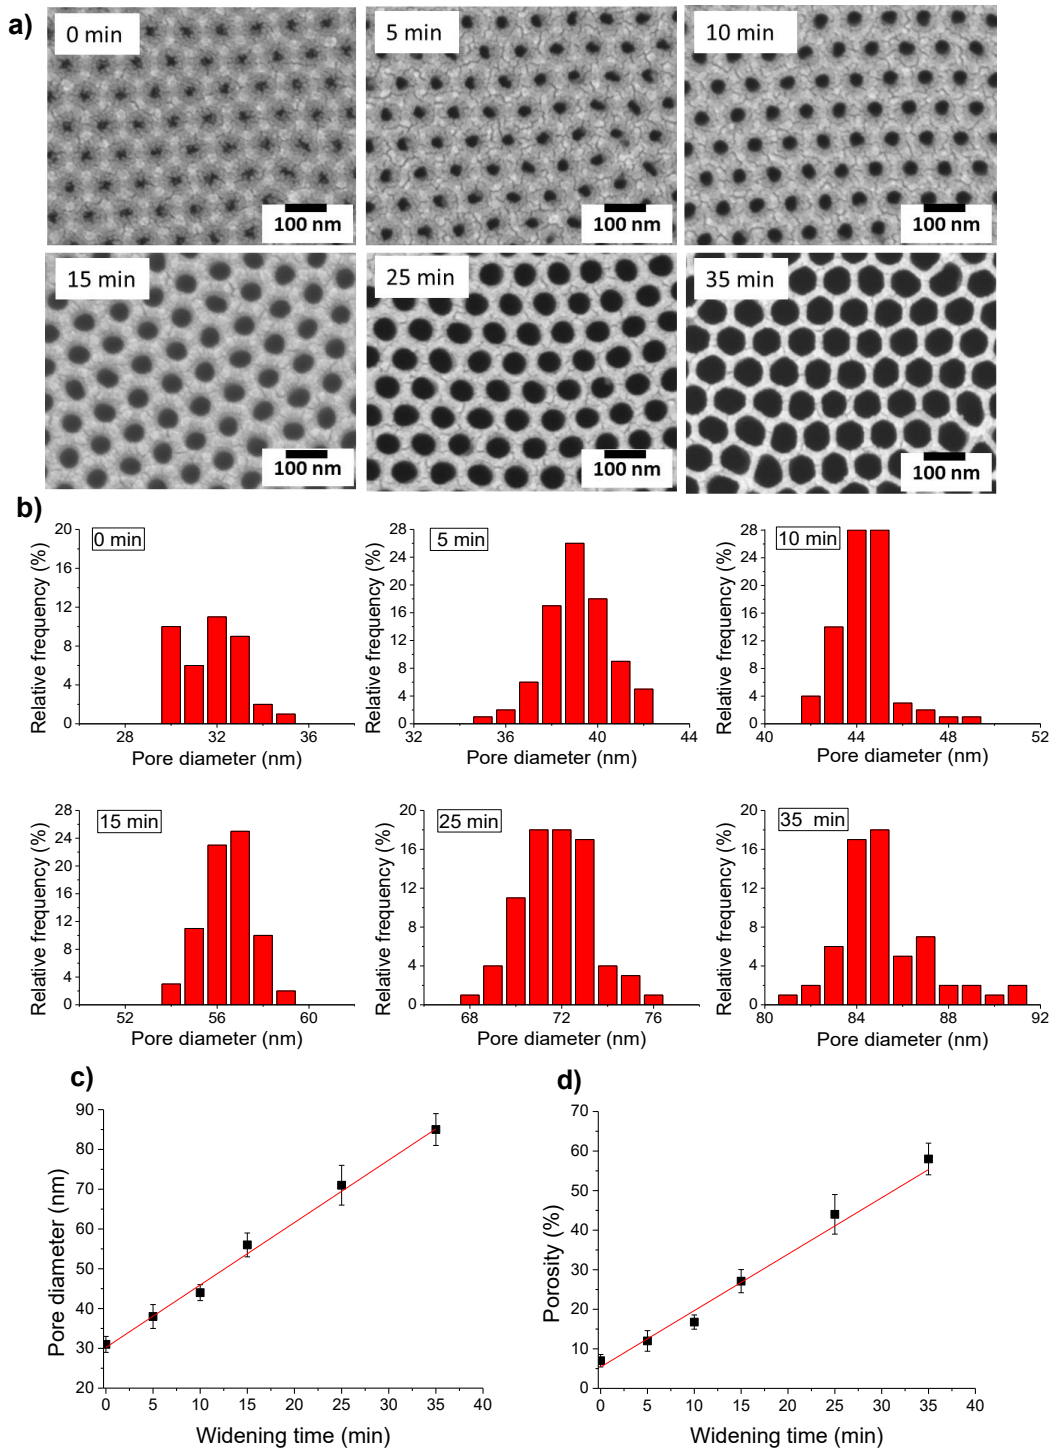 a)
0 min
5 min
10 min
100 nm
100 nm
100 nm
15 min
25 min
35 min
100 nm
100 nm
100 nm
b)
Relative frequency (%)
20
16
12
8
4
0
0 min
28
32
36
Pore diameter (nm)
Relative frequency (%)
28
24
20
16
12
8
4
0
5 min
32
36
40
44
Pore diameter (nm)
Relative frequency (%)
28
24
20
16
12
8
4
0
10 min
40
44
48
52
Pore diameter (nm)
Relative frequency (%)
28
24
20
16
12
8
4
0
15 min
52
56
60
Pore diameter (nm)
Relative frequency (%)
20
16
12
8
4
0
25 min
68
72
76
Pore diameter (nm)
Relative frequency (%)
20
16
12
8
4
0
35 min
80
84
88
92
Pore diameter (nm)
c)
Pore diameter (nm)
90
80
70
60
50
40
30
20
0
5
10
15
20
25
30
35
40
Widening time (min)
d)
Porosity (%)
70
60
50
40
30
20
10
0
0
5
10
15
20
25
30
35
40
Widening time (min)